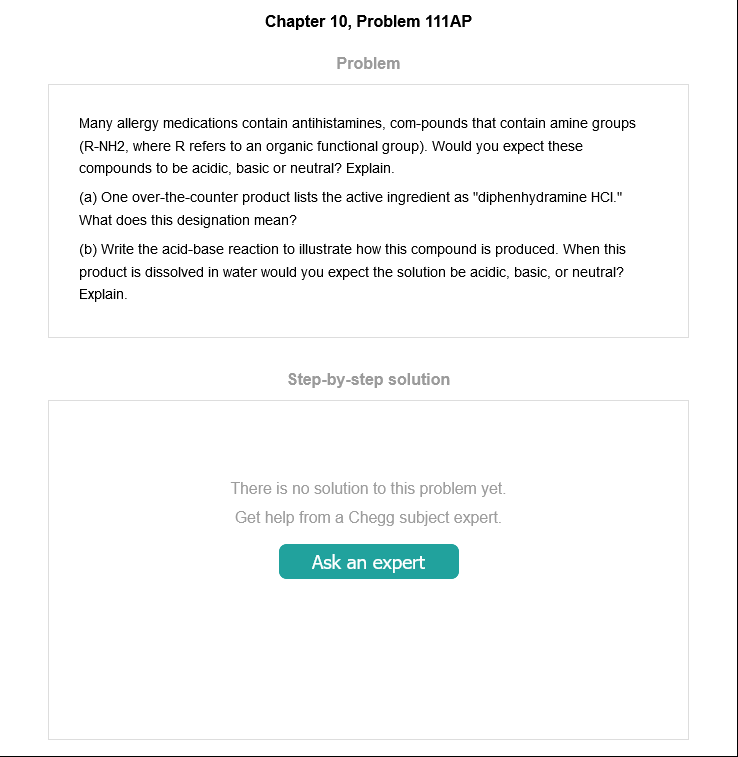 Chapter 10, Problem 111AP
Problem
Many allergy medications contain antihistamines, com-pounds that contain amine groups
(R-NH2, where R refers to an organic functional group). Would you expect these
compounds to be acidic, basic or neutral? Explain.
(a) One over-the-counter product lists the active ingredient as "diphenhydramine HCl."
What does this designation mean?
(b) Write the acid-base reaction to illustrate how this compound is produced. When this
product is dissolved in water would you expect the solution be acidic, basic, or neutral?
Explain.
Step-by-step solution
There is no solution to this problem yet.
Get help from a Chegg subject expert.
Ask an expert